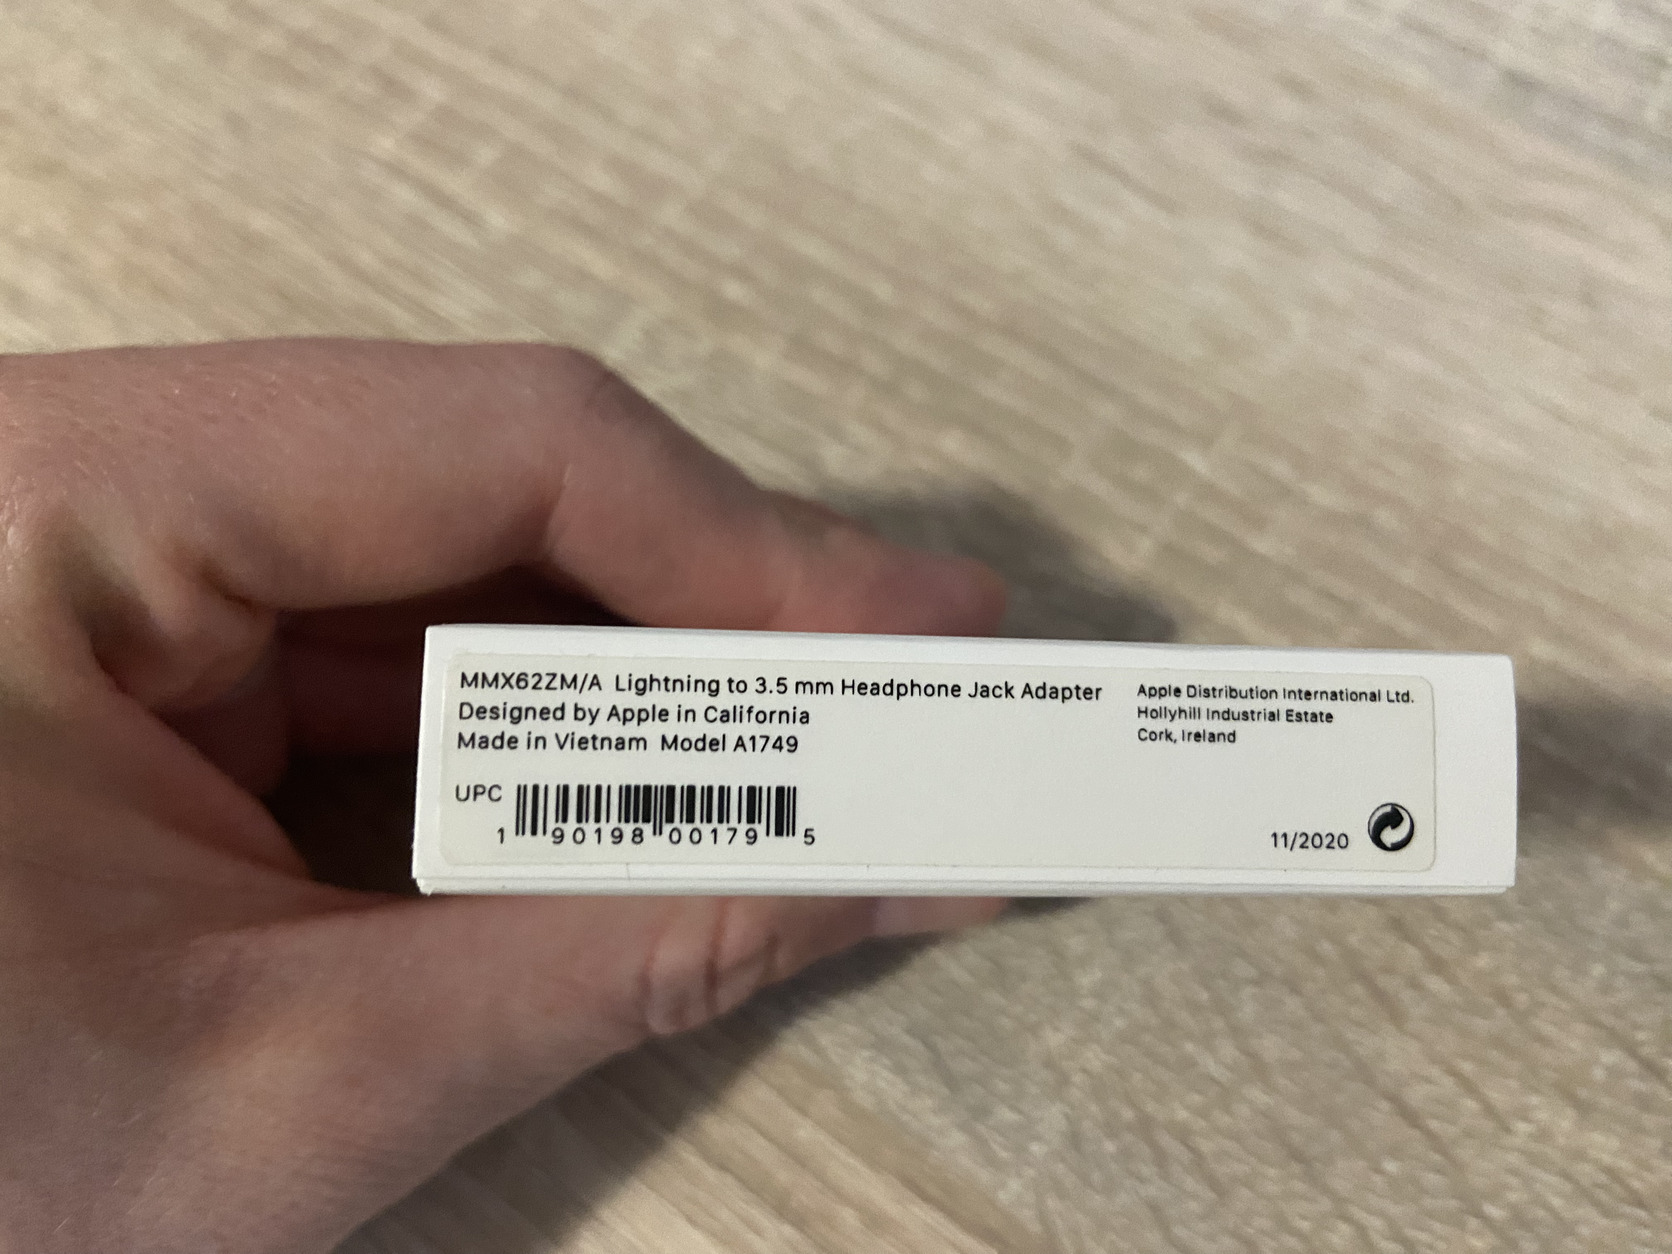 MMX62ZM/A Lightning to 3.5 mm Headphone Jack Adapter
Designed by Apple in California
Made in Vietnam Model A1749
Apple Distribution International Ltd.
Hollyhill Industrial Estate
Cork, Ireland
UPC
1 90198 00179 5
11/2020